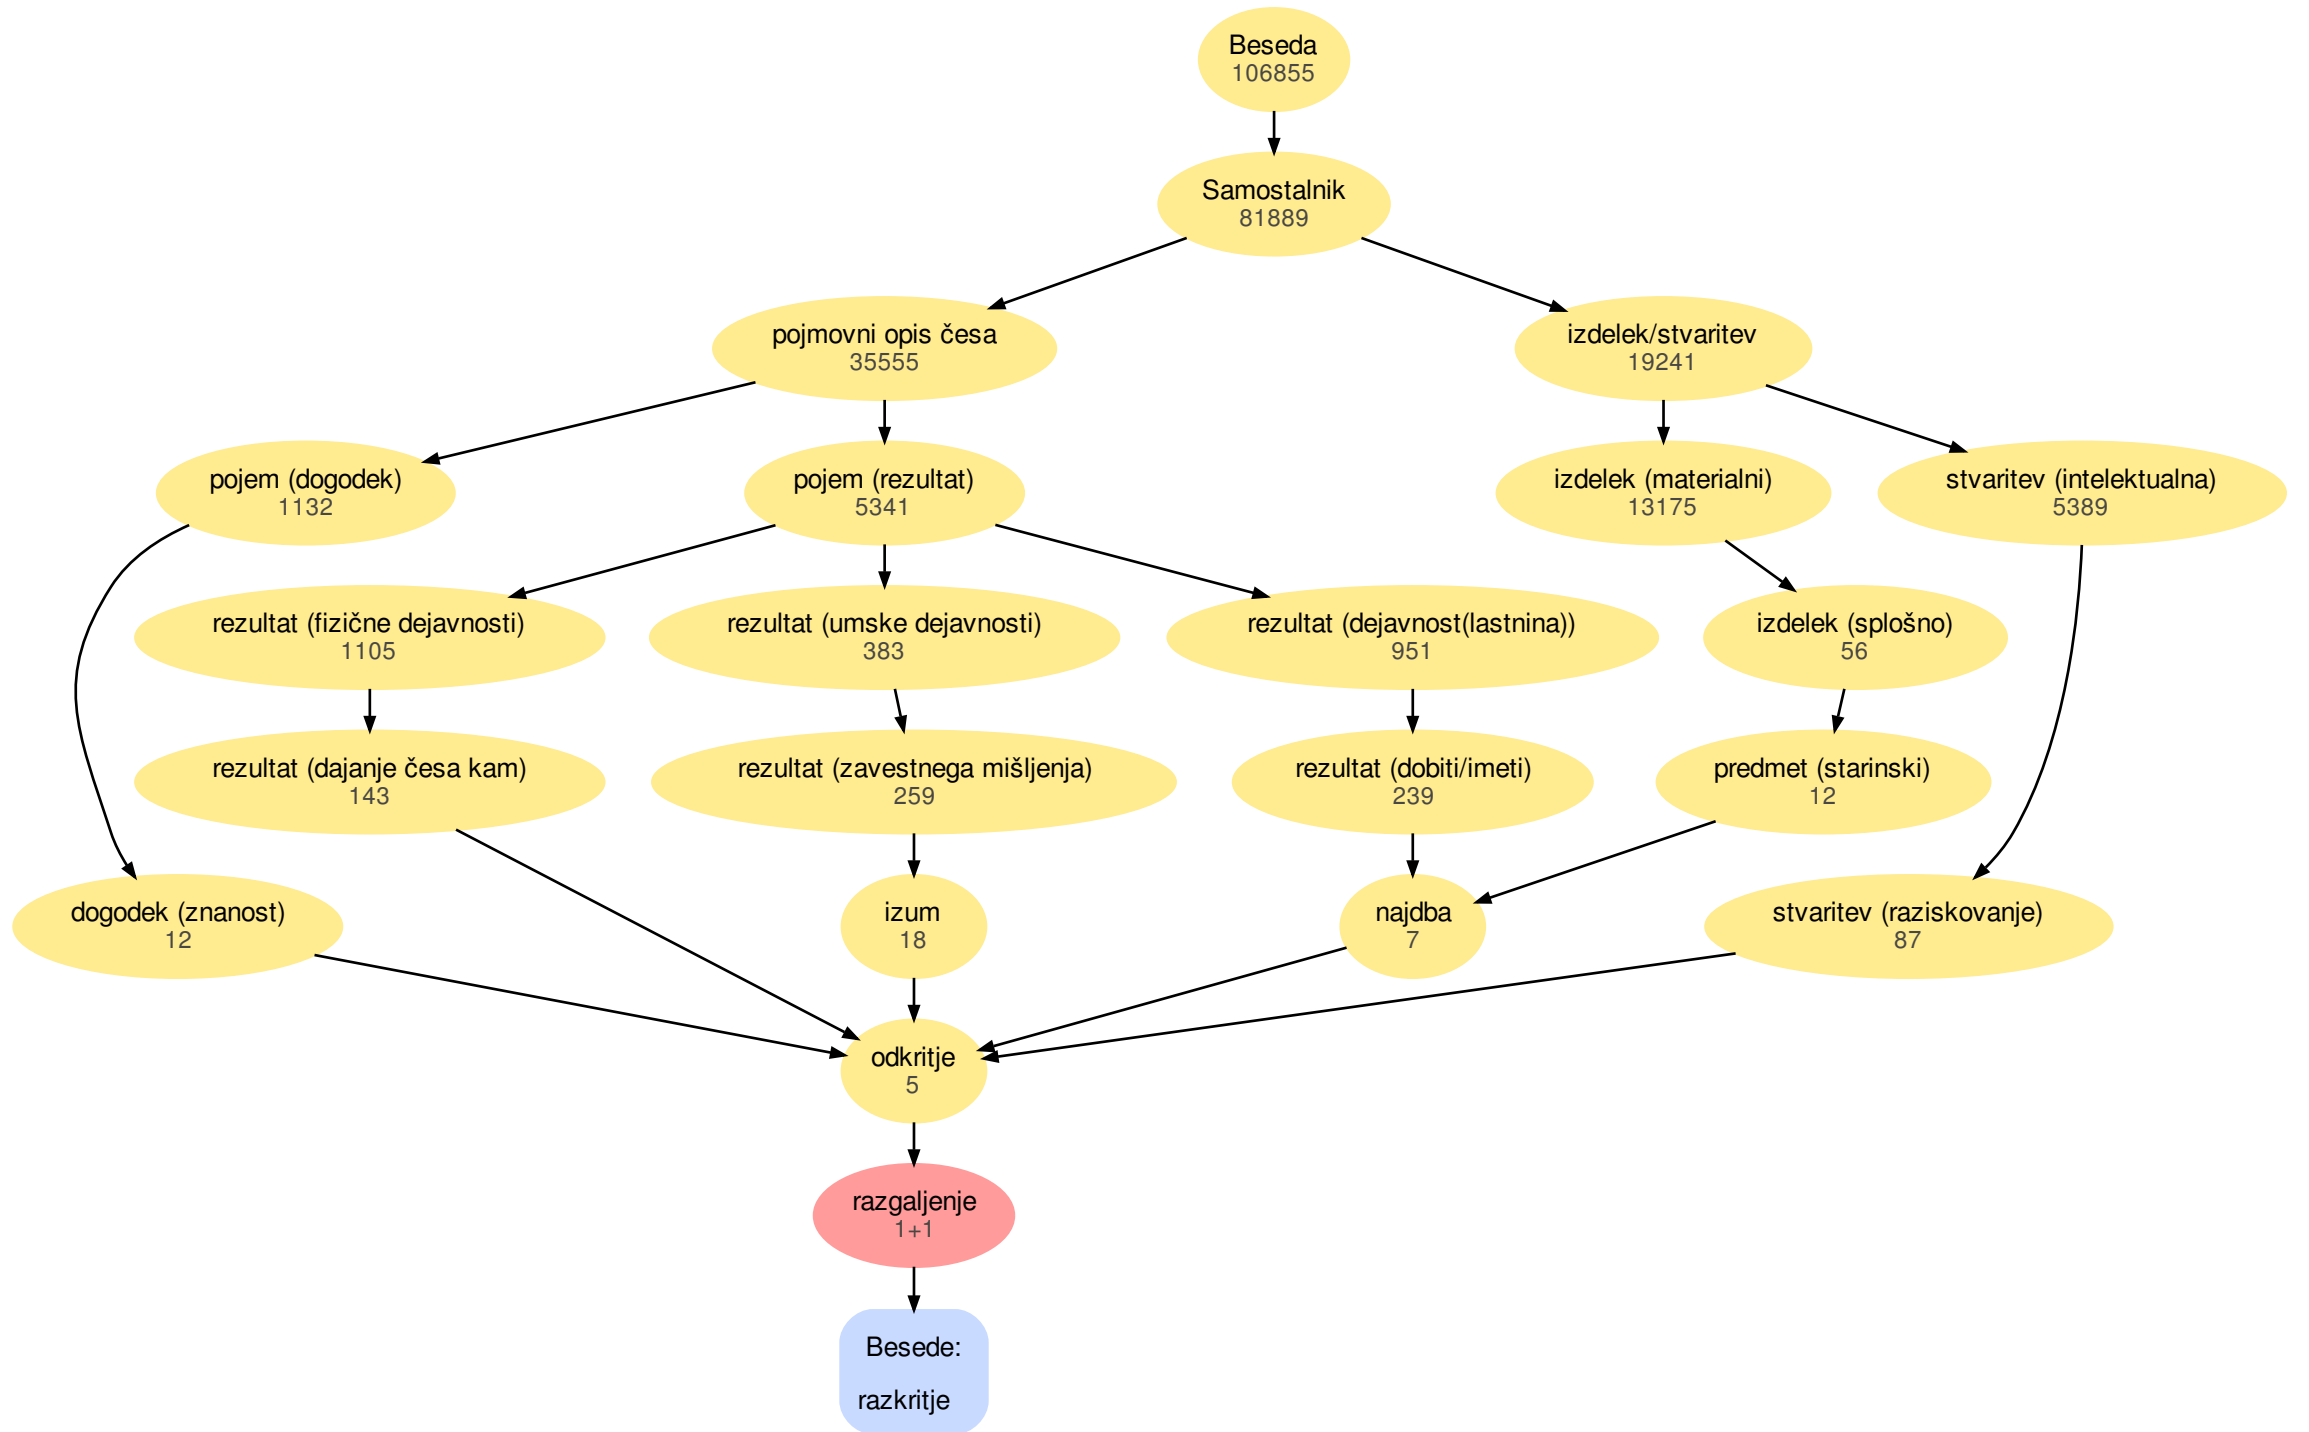 Beseda
106855
Samostalnik
81889
pojmovni opis česa
35555
izdelek/stvaritev
19241
pojem (dogodek)
1132
pojem (rezultat)
5341
izdelek (materialni)
13175
stvaritev (intelektualna)
5389
rezultat (fizične dejavnosti)
1105
rezultat (umske dejavnosti)
383
rezultat (dejavnost(lastnina))
951
izdelek (splošno)
56
rezultat (dajanje česa kam)
143
rezultat (zavestnega mišljenja)
259
rezultat (dobiti/imeti)
239
predmet (starinski)
12
dogodek (znanost)
12
izum
18
najdba
7
stvaritev (raziskovanje)
87
odkritje
5
razgaljenje
1+1
Besede:
razkritje